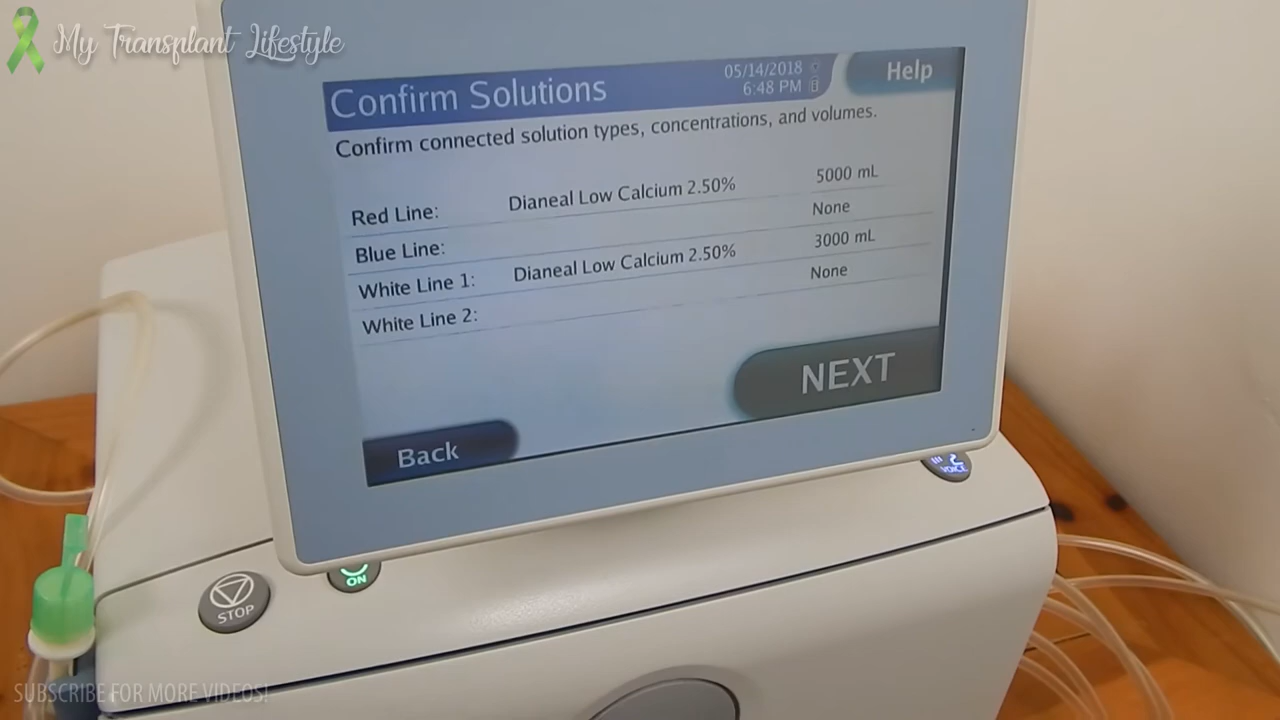 My Transplant Lifestyle
Confirm Solutions
05/14/2018
6:48 PM
Help
Confirm connected solution types, concentrations, and volumes.
Red Line: Dianeal Low Calcium 2.50% 5000 mL
Blue Line: None
White Line 1: Dianeal Low Calcium 2.50% 3000 mL
White Line 2: None
NEXT
Back
VOICE
ON
STOP
SUBSCRIBE FOR MORE VIDEOS!